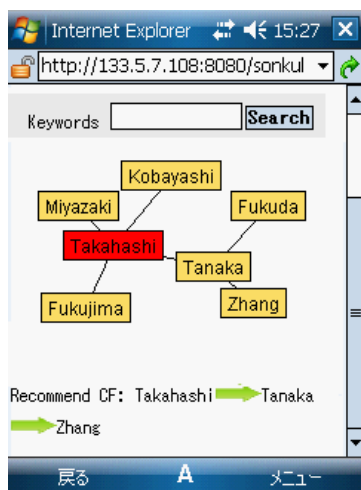 Internet Explorer 15:27
http://133.5.7.108:8080/sonkul
Keywords Search
Kobayashi
Miyazaki Fukuda
Takahashi
Tanaka
Fukujima Zhang
Recommend CF: Takahashi Tanaka
Zhang
戻る A メニュー